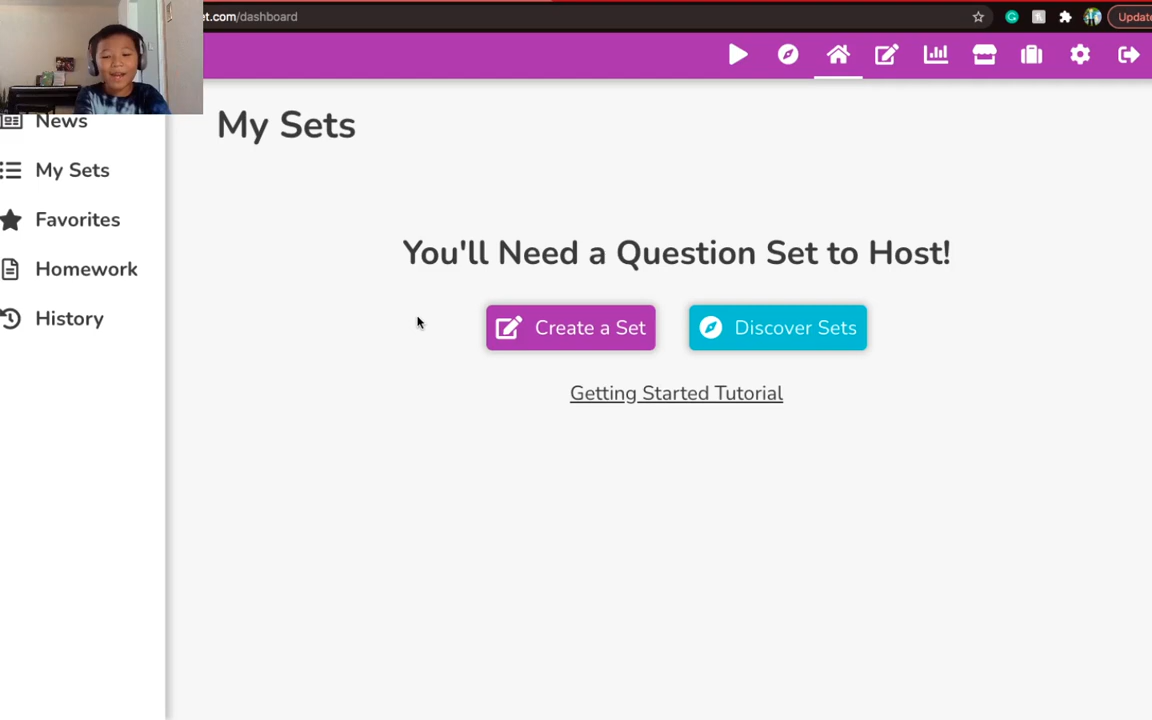 et.com/dashboard
Update
News
My Sets
Favorites
Homework
History
My Sets
You'll Need a Question Set to Host!
Create a Set
Discover Sets
Getting Started Tutorial